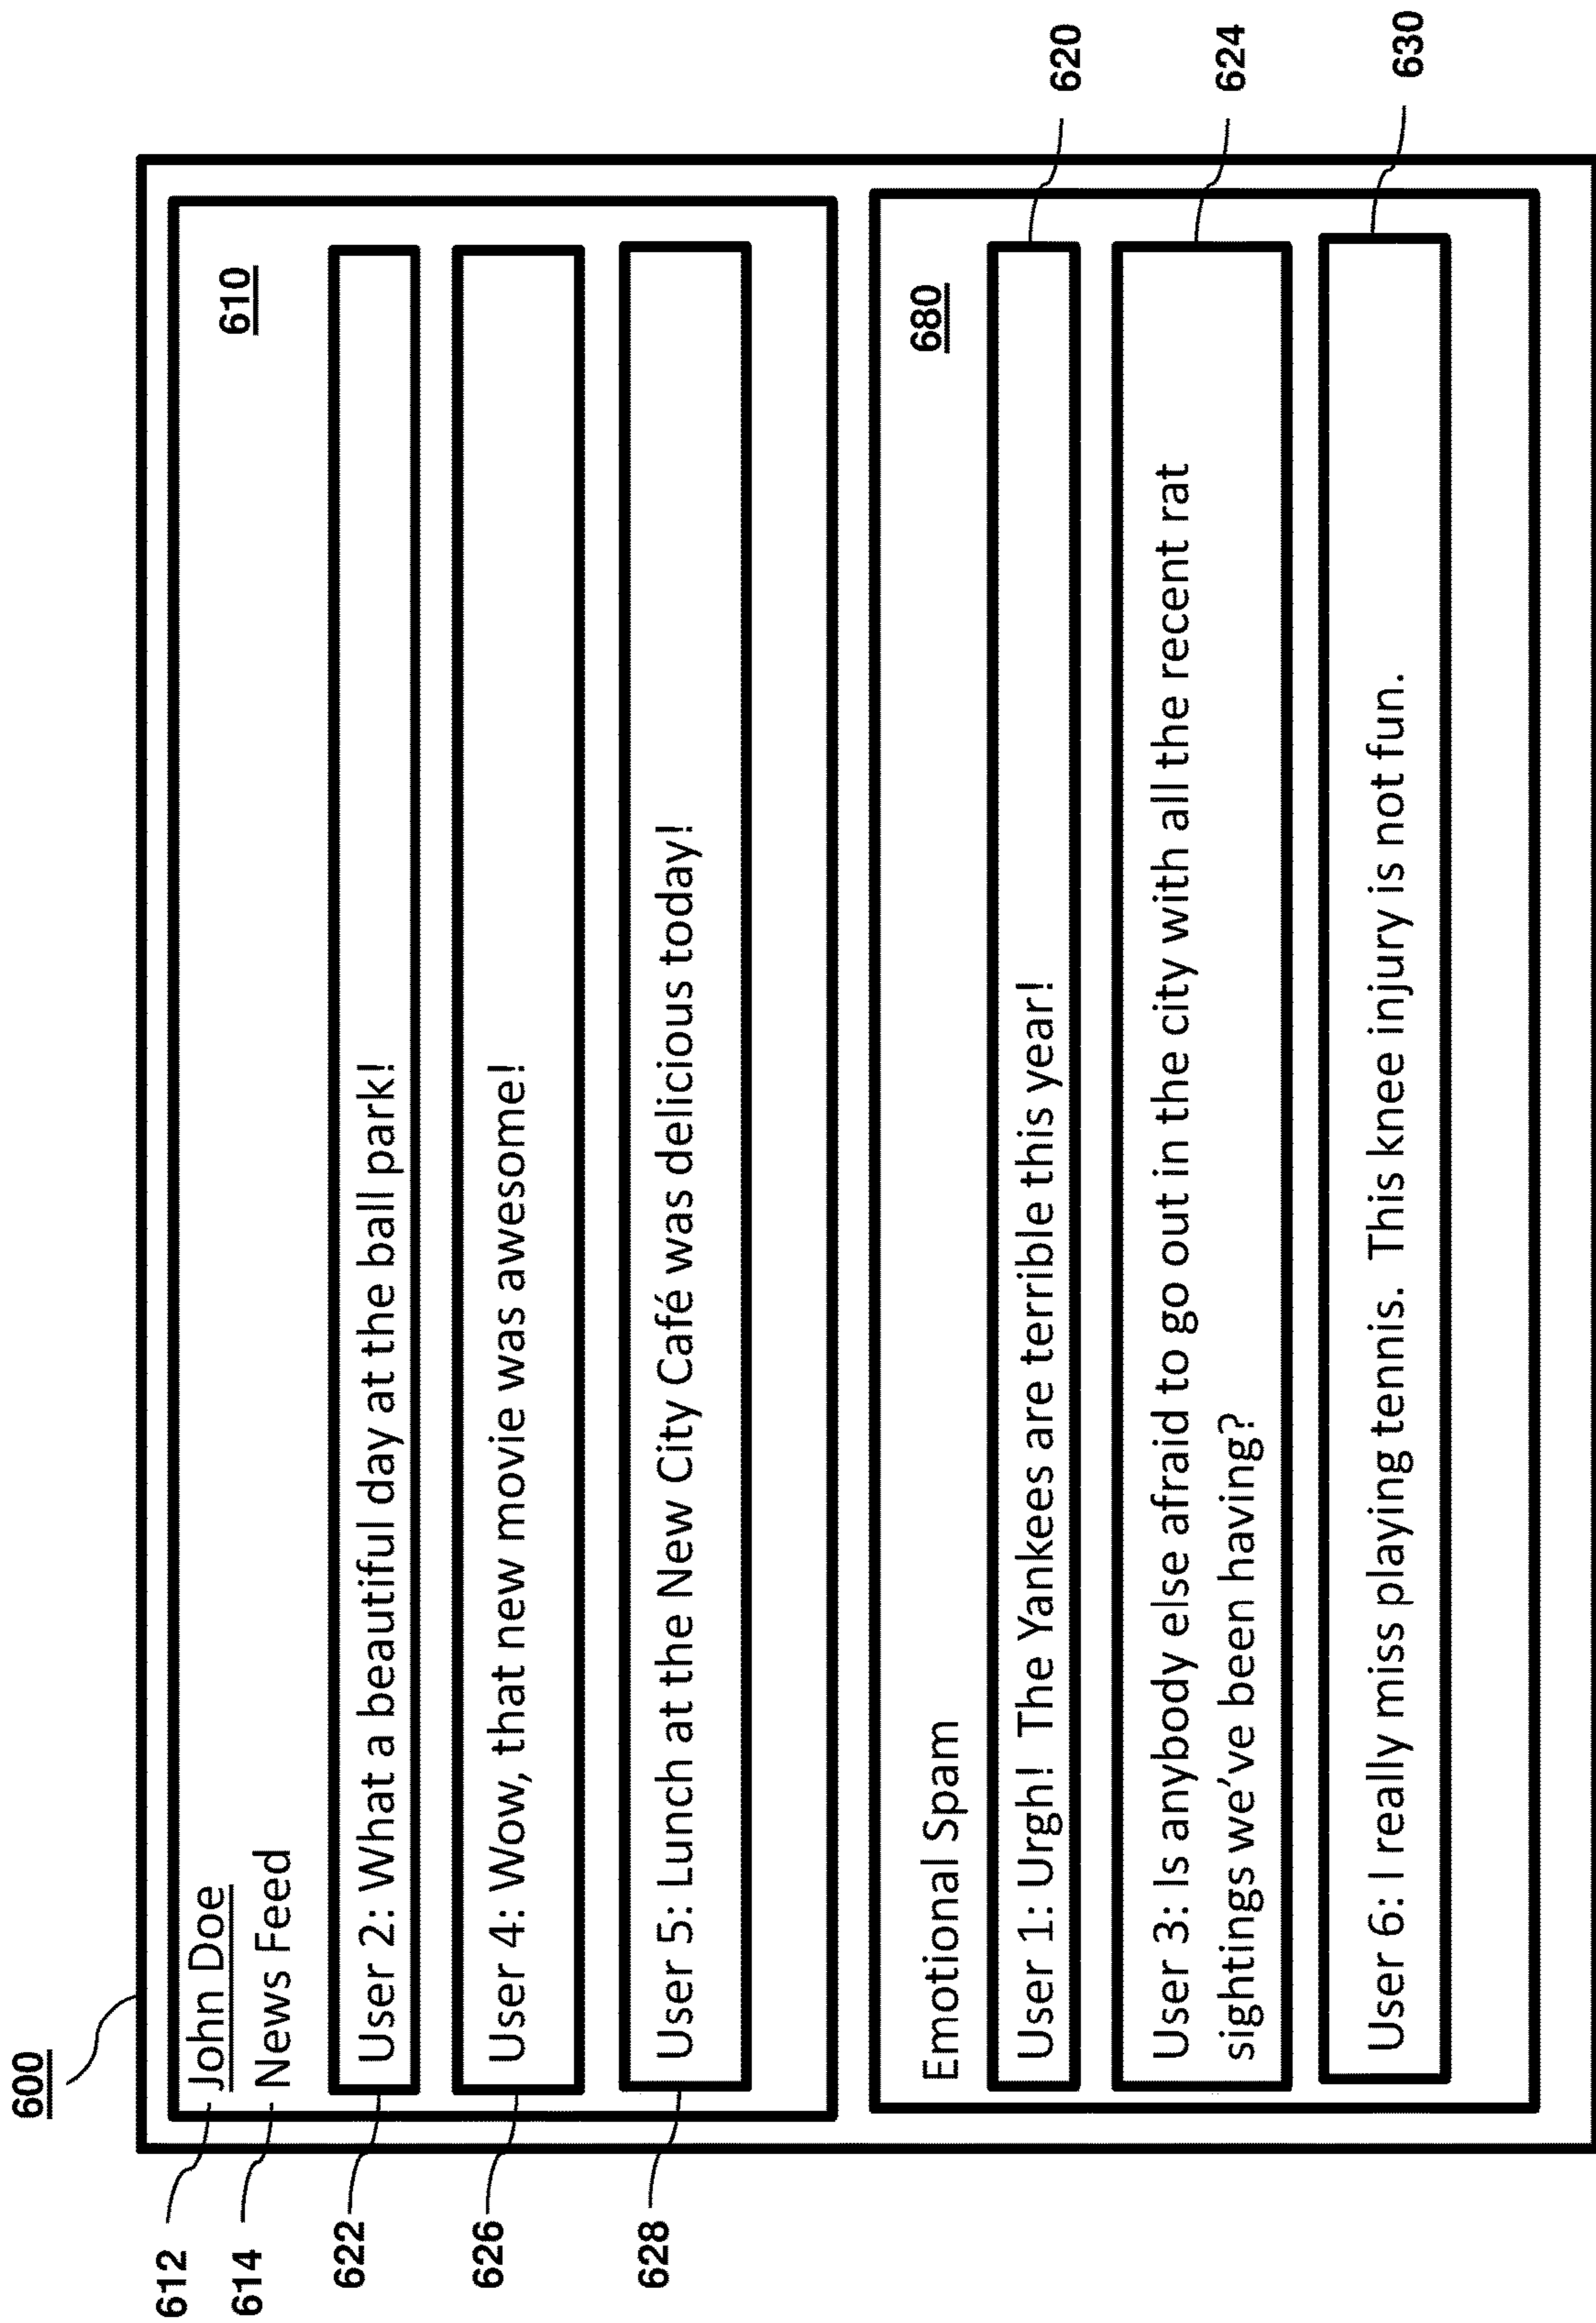 600
612
John Doe
610
614
News Feed
622
User 2: What a beautiful day at the ball park!
626
User 4: Wow, that new movie was awesome!
628
User 5: Lunch at the New City Café was delicious today!
680
Emotional Spam
User 1: Urgh! The Yankees are terrible this year!
620
User 3: Is anybody else afraid to go out in the city with all the recent rat
sightings we've been having?
624
User 6: I really miss playing tennis. This knee injury is not fun.
630